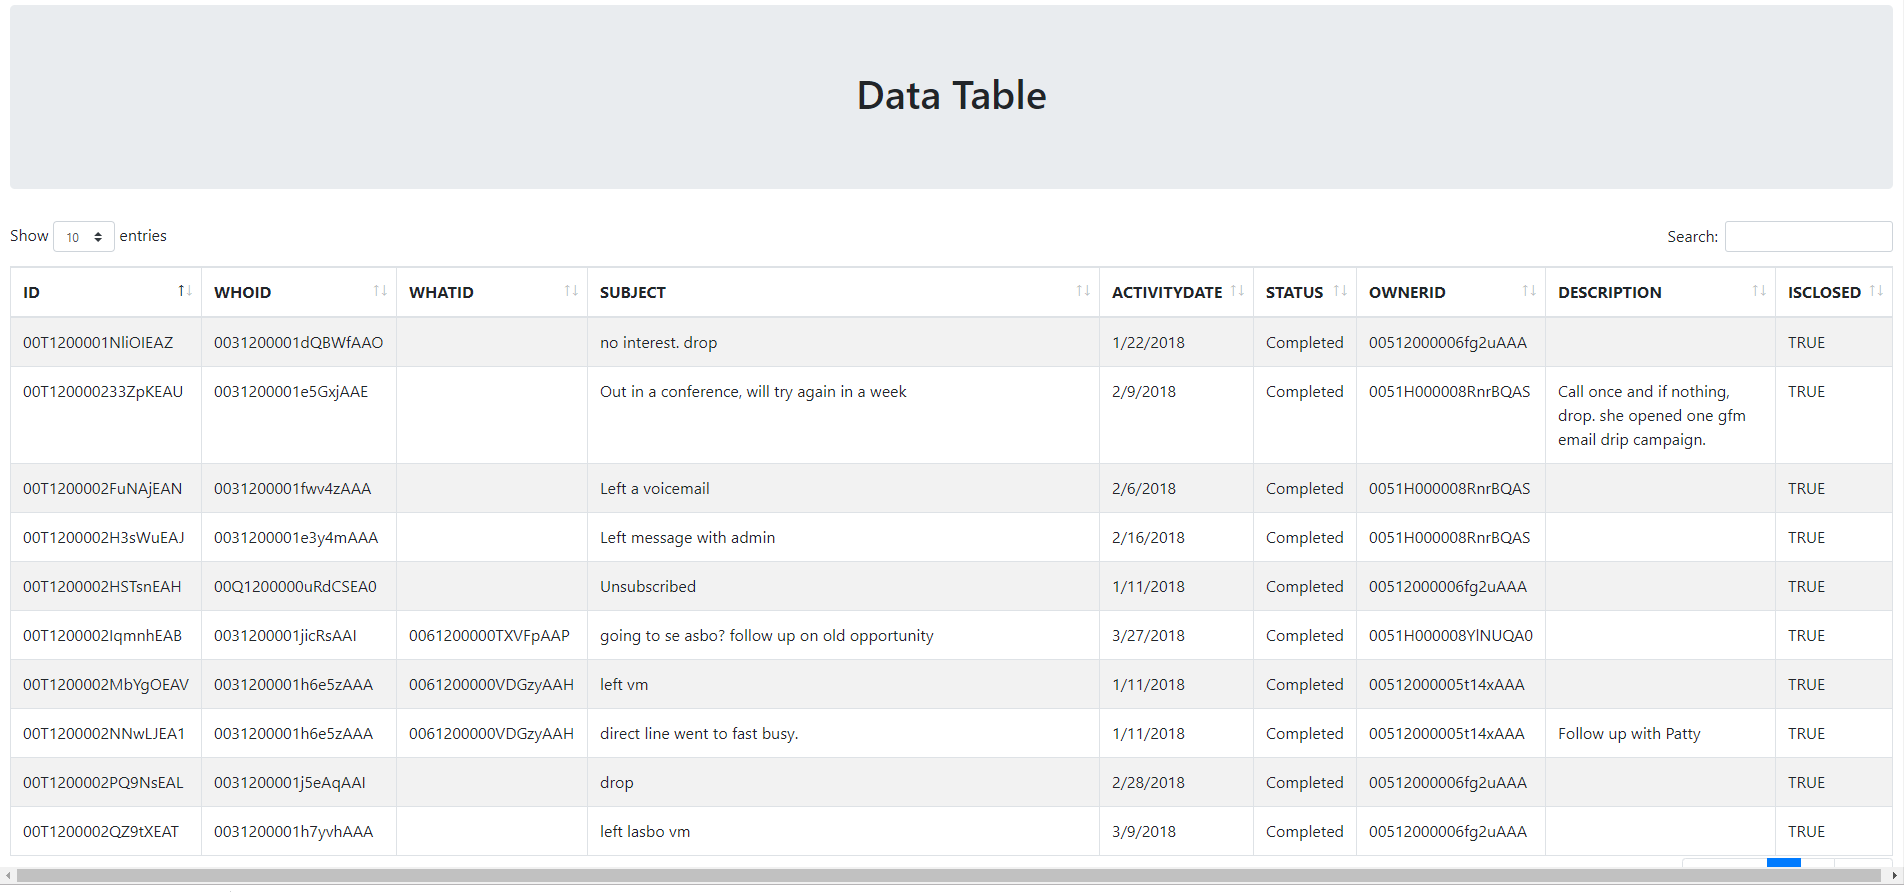 Data Table
Show 10 entries
Search:
ID WHOID WHATID SUBJECT ACTIVITYDATE STATUS OWNERID DESCRIPTION ISCLOSED
00T1200001NliOIEAZ 0031200001dQBWfAAO no interest. drop 1/22/2018 Completed 00512000006fg2uAAA TRUE
00T120000233ZpKEAU 0031200001e5GxjAAE Out in a conference, will try again in a week 2/9/2018 Completed 0051H000008RnrBQAS Call once and if nothing, TRUE
drop. she opened one gfm
email drip campaign.
00T1200002FuNAjEAN 0031200001fwv4zAAA Left a voicemail 2/6/2018 Completed 0051H000008RnrBQAS TRUE
00T1200002H3sWuEAJ 0031200001e3y4mAAA Left message with admin 2/16/2018 Completed 0051H000008RnrBQAS TRUE
00T1200002HSTsnEAH 00Q1200000uRdCSEA0 Unsubscribed 1/11/2018 Completed 00512000006fg2uAAA TRUE
00T1200002IqmnhEAB 0031200001jicRsAAI 0061200000TXVFpAAP going to se asbo? follow up on old opportunity 3/27/2018 Completed 0051H000008YlNUQA0 TRUE
00T1200002MbYgOEAV 0031200001h6e5zAAA 0061200000VDGzyAAH left vm 1/11/2018 Completed 00512000005t14xAAA TRUE
00T1200002NNwLJEA1 0031200001h6e5zAAA 0061200000VDGzyAAH direct line went to fast busy. 1/11/2018 Completed 00512000005t14xAAA Follow up with Patty TRUE
00T1200002PQ9NsEAL 0031200001j5eAqAAI drop 2/28/2018 Completed 00512000006fg2uAAA TRUE
00T1200002QZ9tXEAT 0031200001h7yvhAAA left lasbo vm 3/9/2018 Completed 00512000006fg2uAAA TRUE